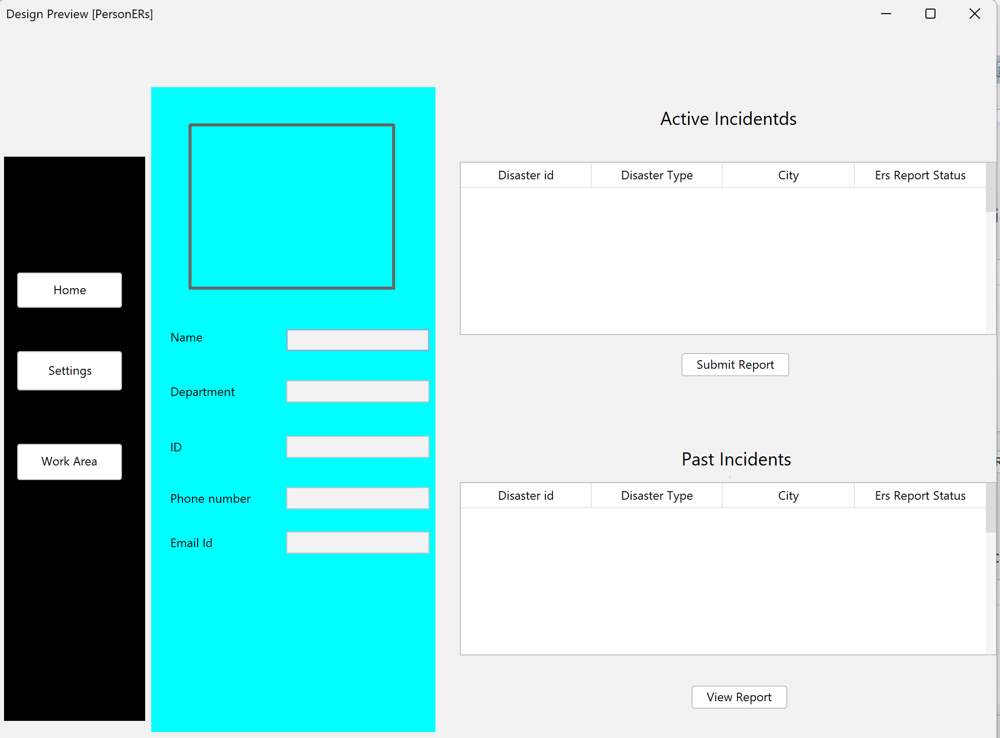 Design Preview [PersonERs]
Home
Settings
Work Area
Name
Department
ID
Phone number
Email Id
Active Incidentds
Disaster id Disaster Type City Ers Report Status
Submit Report
Past Incidents
Disaster id Disaster Type City Ers Report Status
View Report